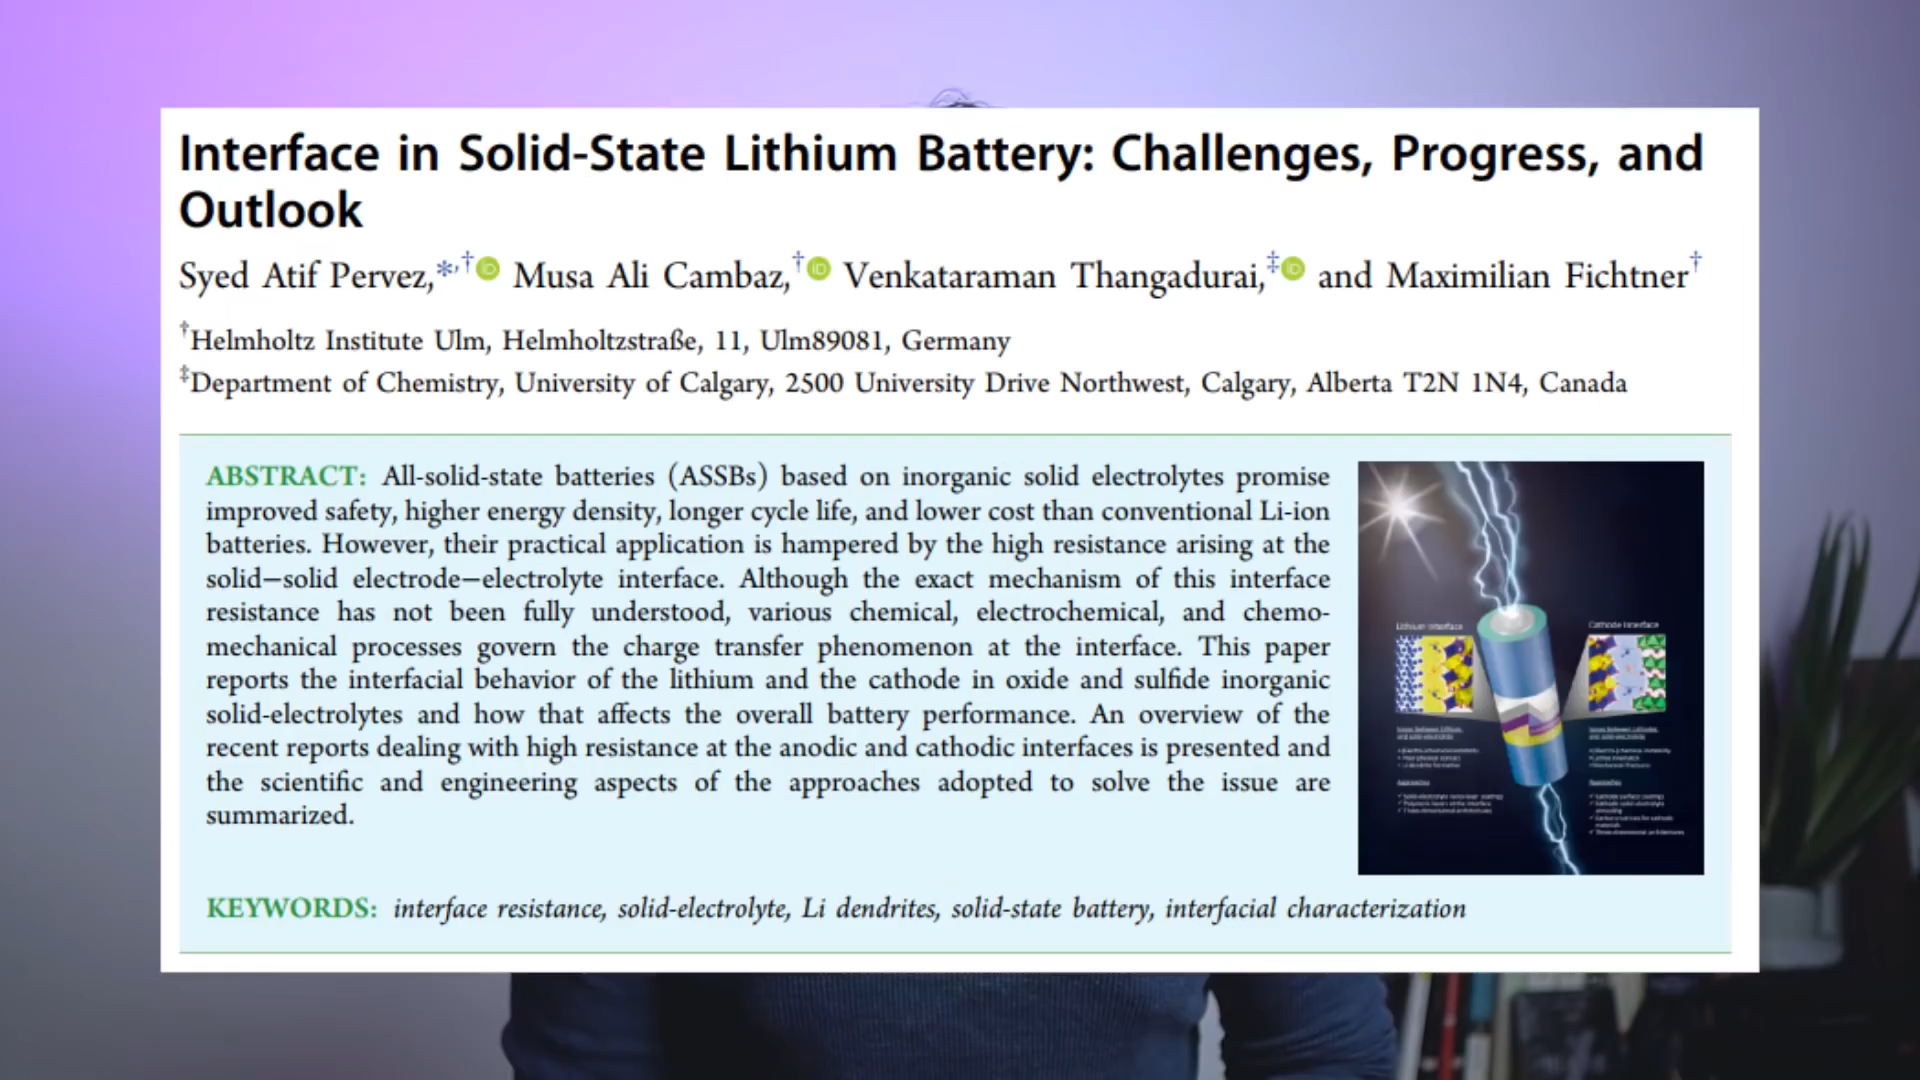 Interface in Solid-State Lithium Battery: Challenges, Progress, and
Outlook
Syed Atif Pervez,*,† iD Musa Ali Cambaz,† iD Venkataraman Thangadurai,‡ iD and Maximilian Fichtner†
†Helmholtz Institute Ulm, Helmholtzstraße, 11, Ulm89081, Germany
‡Department of Chemistry, University of Calgary, 2500 University Drive Northwest, Calgary, Alberta T2N 1N4, Canada
ABSTRACT: All-solid-state batteries (ASSBs) based on inorganic solid electrolytes promise
improved safety, higher energy density, longer cycle life, and lower cost than conventional Li-ion
batteries. However, their practical application is hampered by the high resistance arising at the
solid−solid electrode−electrolyte interface. Although the exact mechanism of this interface
resistance has not been fully understood, various chemical, electrochemical, and chemo-
mechanical processes govern the charge transfer phenomenon at the interface. This paper
reports the interfacial behavior of the lithium and the cathode in oxide and sulfide inorganic
solid-electrolytes and how that affects the overall battery performance. An overview of the
recent reports dealing with high resistance at the anodic and cathodic interfaces is presented and
the scientific and engineering aspects of the approaches adopted to solve the issue are
summarized.
Lithium Interface
Cathode Interface
KEYWORDS: interface resistance, solid-electrolyte, Li dendrites, solid-state battery, interfacial characterization